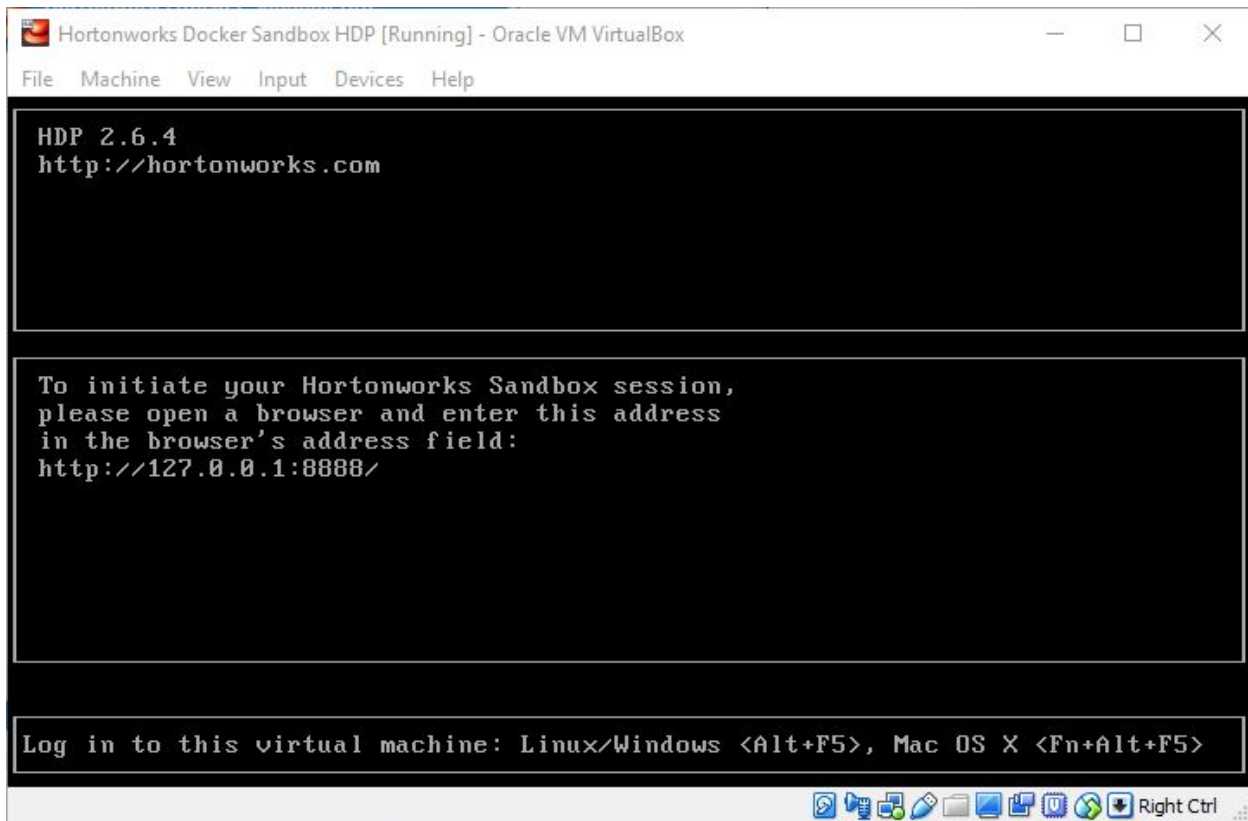 Hortonworks Docker Sandbox HDP [Running] - Oracle VM VirtualBox
File Machine View Input Devices Help
HDP 2.6.4
http://hortonworks.com
To initiate your Hortonworks Sandbox session,
please open a browser and enter this address
in the browser's address field:
http://127.0.0.1:8888/
Log in to this virtual machine: Linux/Windows <Alt+F5>, Mac OS X <Fn+Alt+F5>
Right Ctrl